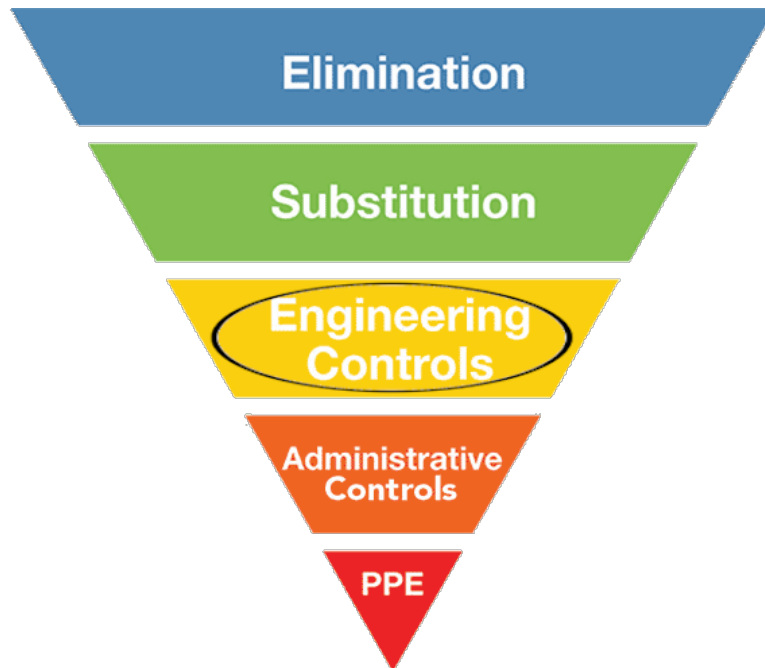 Elimination
Substitution
Engineering
Controls
Administrative
Controls
PPE